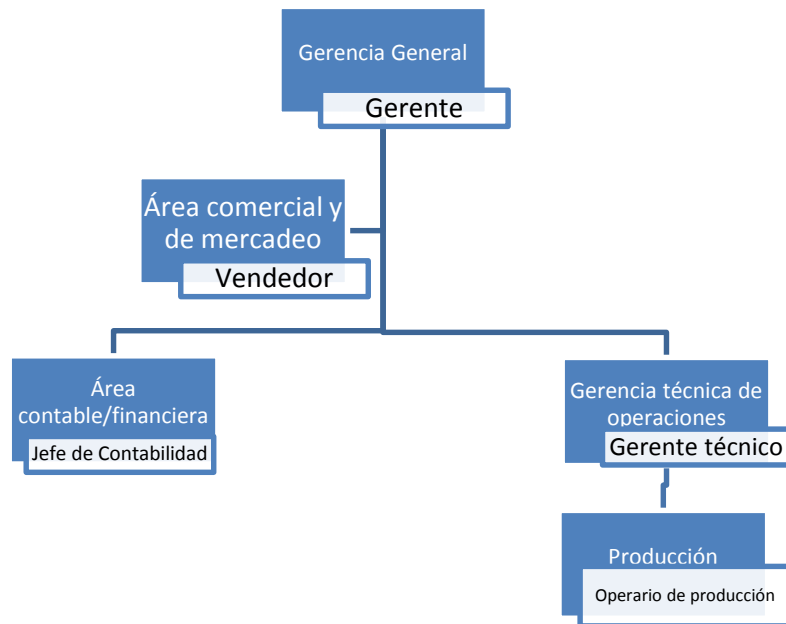 Gerencia General
Gerente
Área comercial y
de mercadeo
Vendedor
Área
contable/financiera
Jefe de Contabilidad
Gerencia técnica de
operaciones
Gerente técnico
Producción
Operario de producción